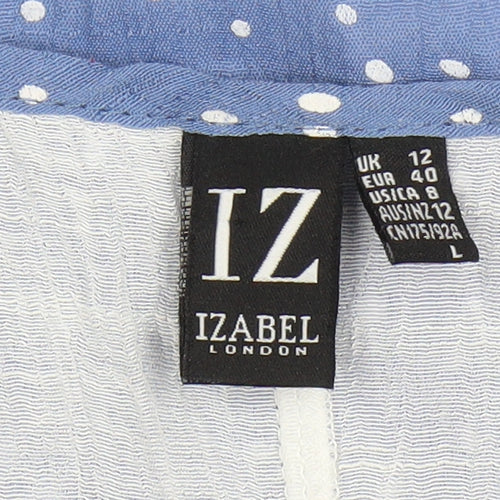 IZ
IZABEL
LONDON
UK 12
EUR 40
US/CA 8
AUS/NZ 12
CN175/92A
L